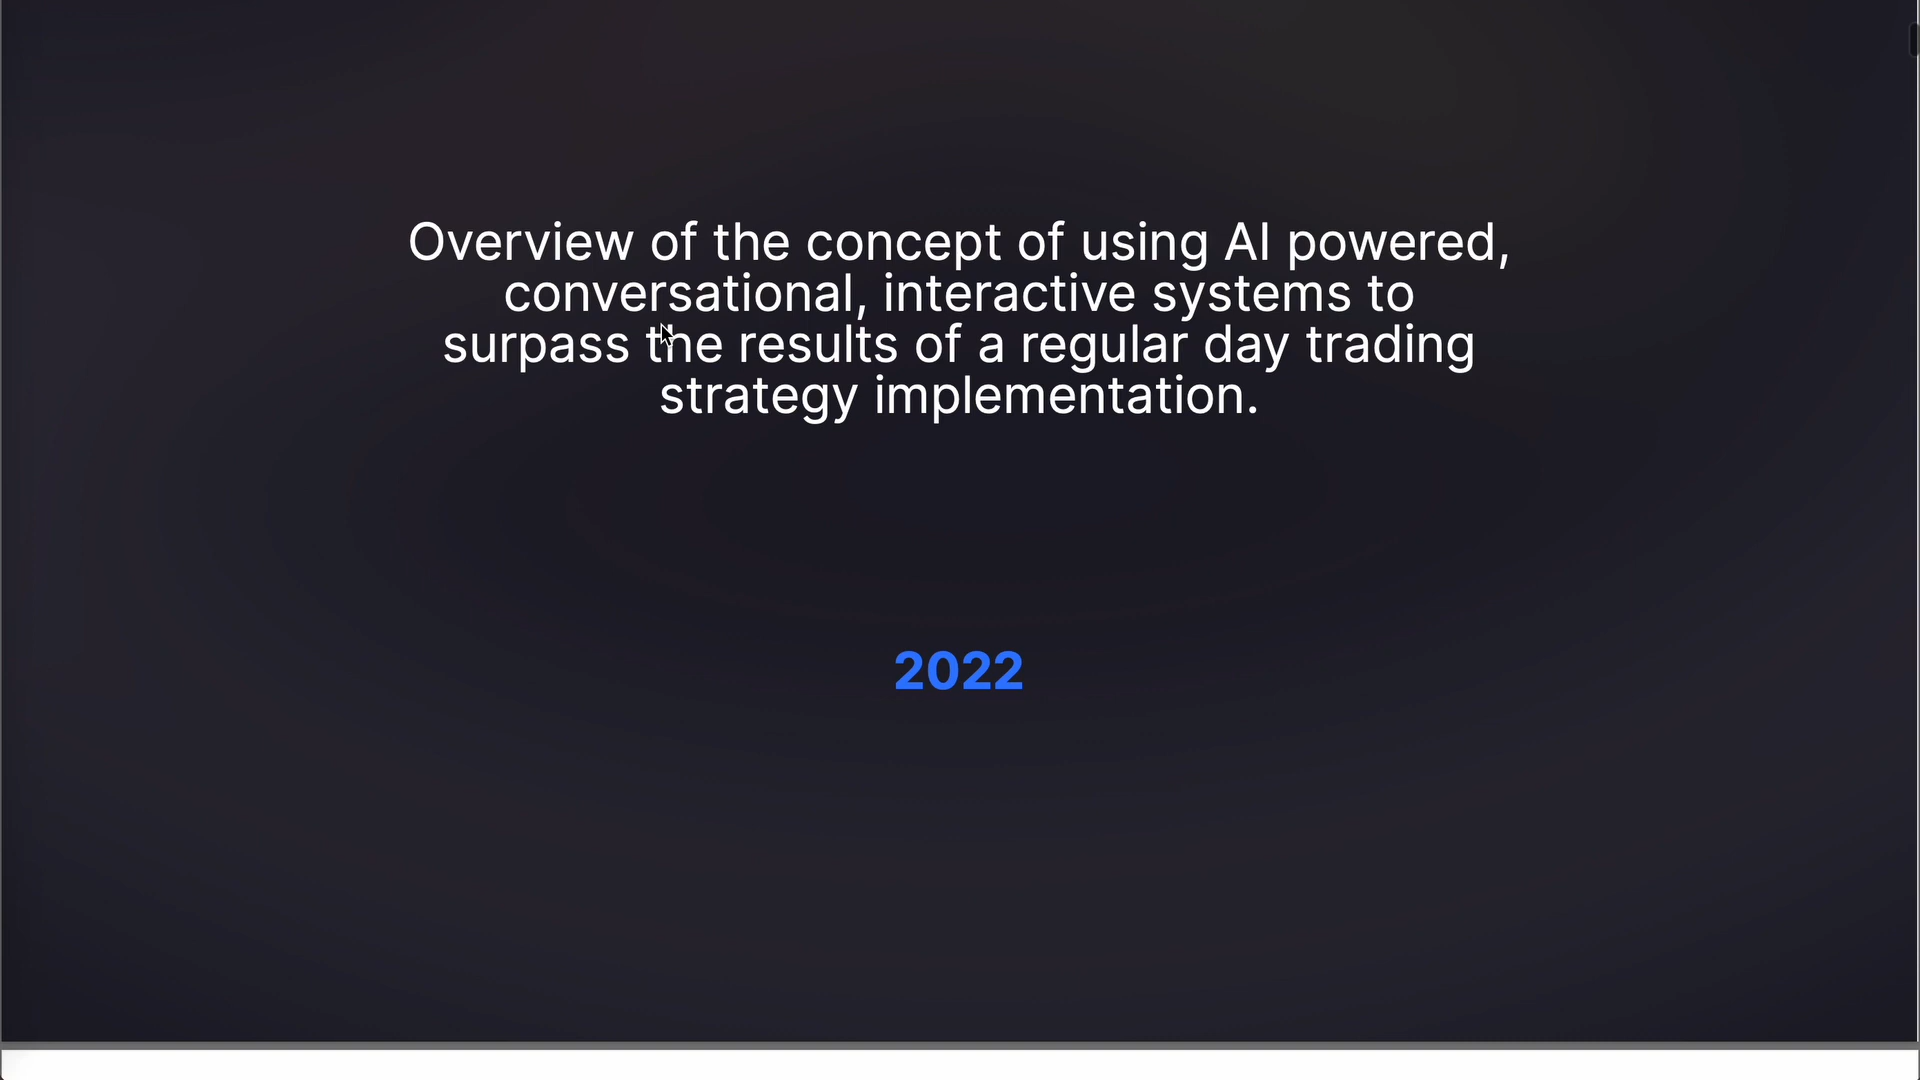 Overview of the concept of using AI powered,
conversational, interactive systems to
surpass the results of a regular day trading
strategy implementation.
2022